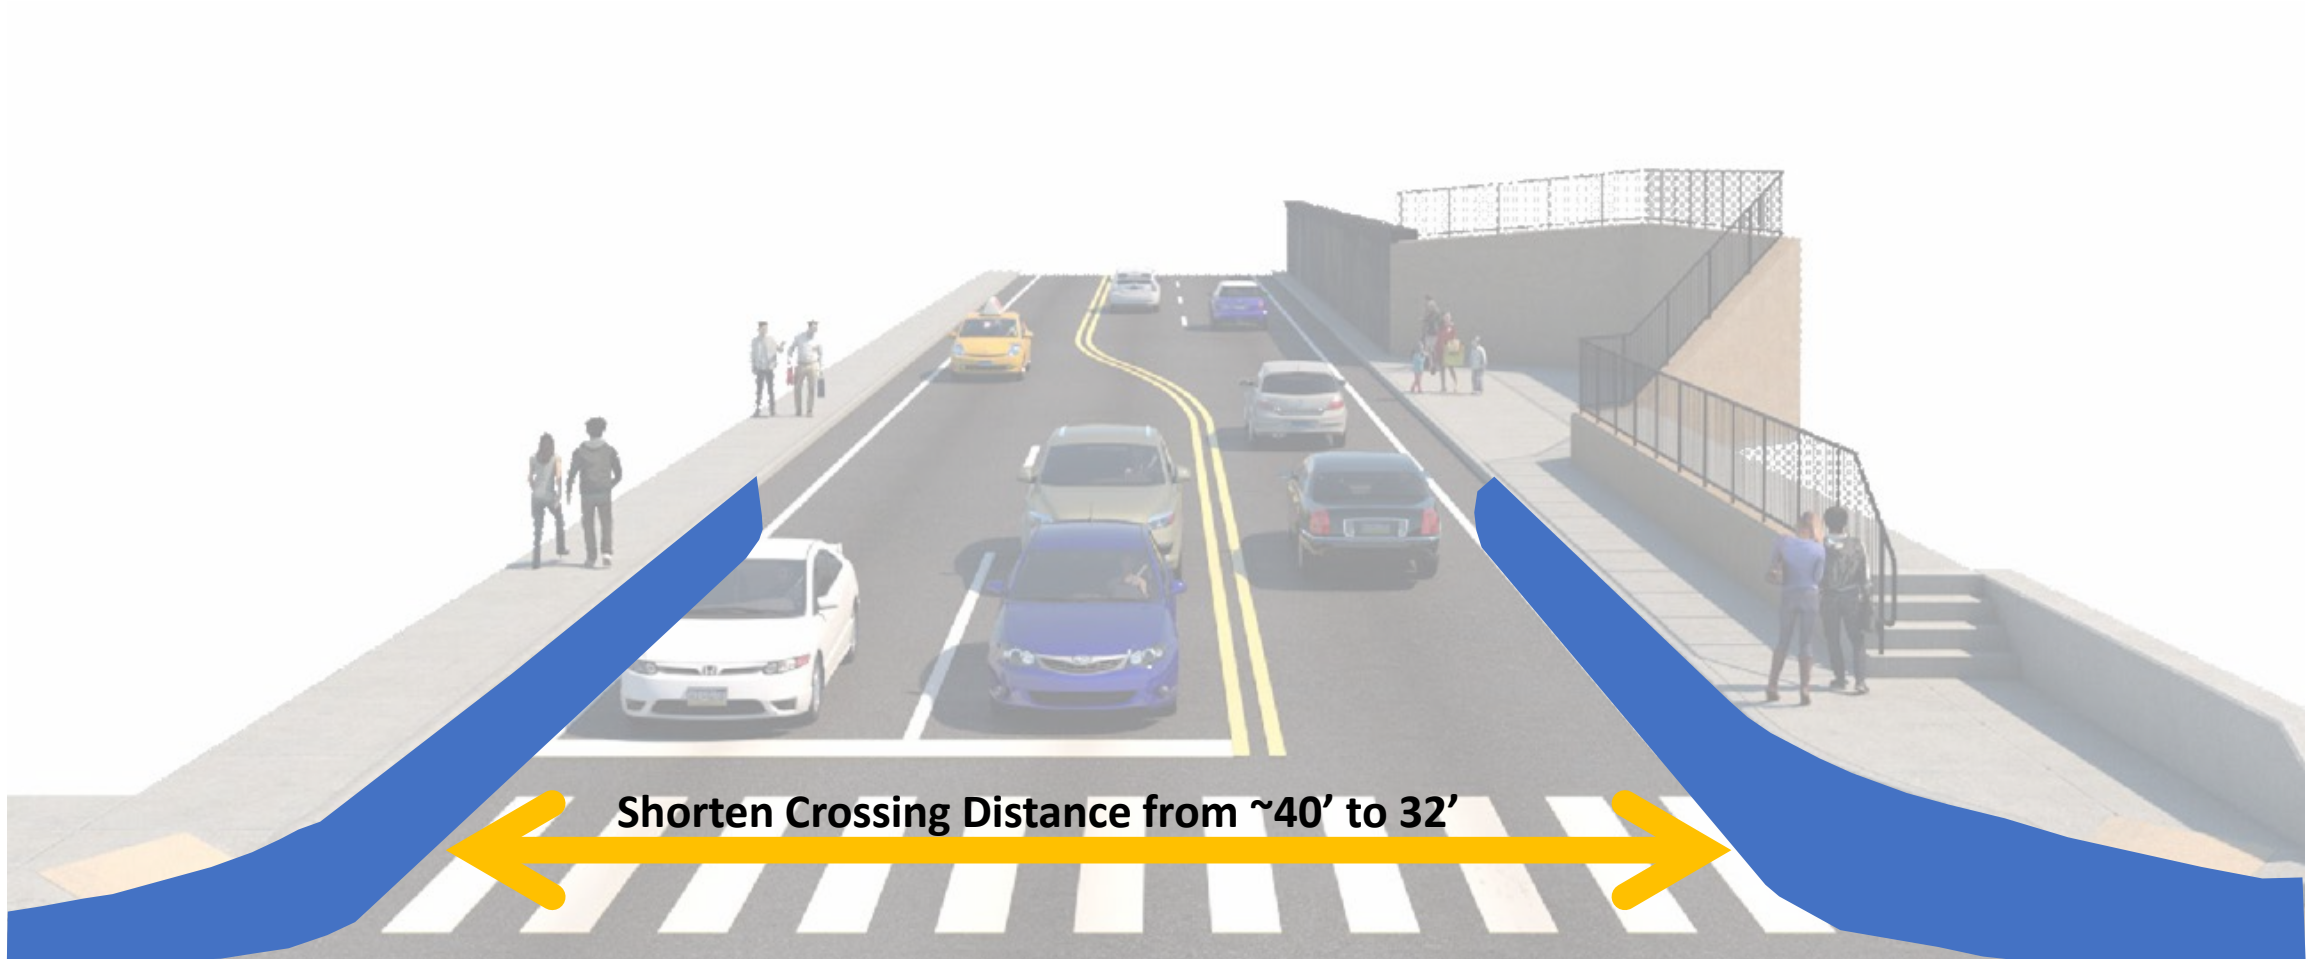 Shorten Crossing Distance from ~40’ to 32’